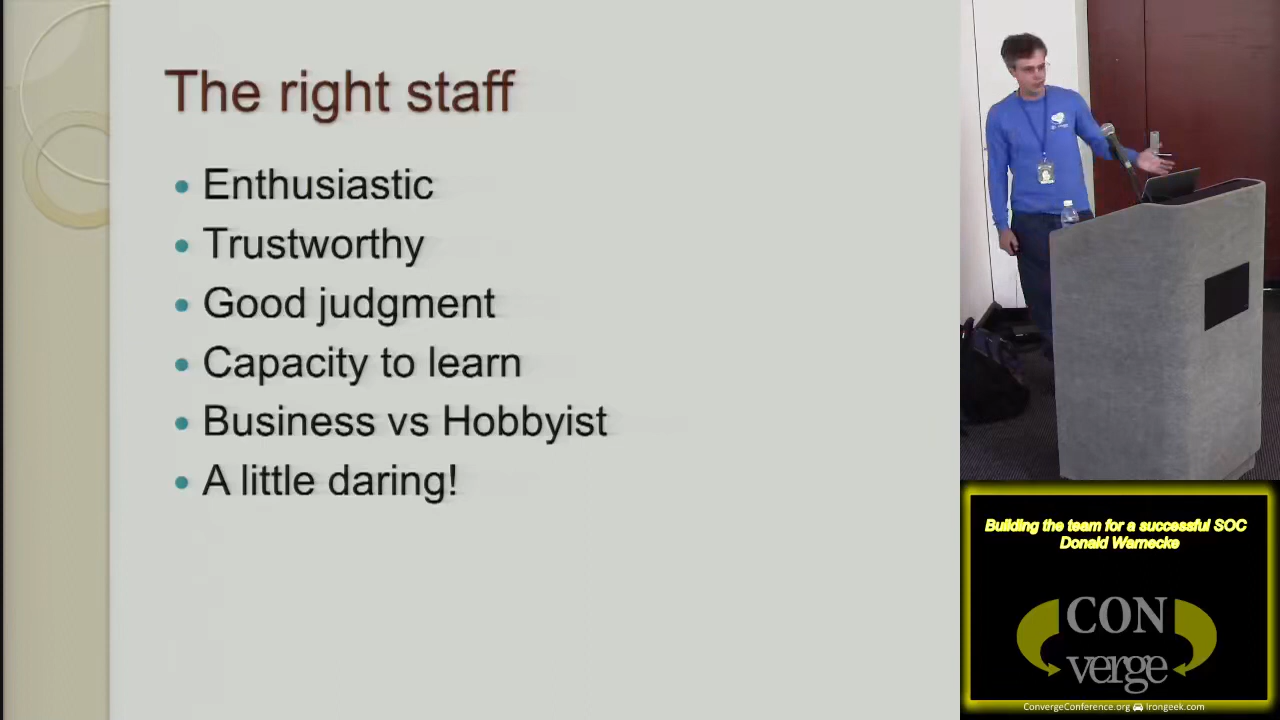 The right staff
Enthusiastic
Trustworthy
Good judgment
Capacity to learn
Business vs Hobbyist
A little daring!
Building the team for a successful SOC
Donald Warnecke
CON
verge
ConvergeConference.org Irongeek.com